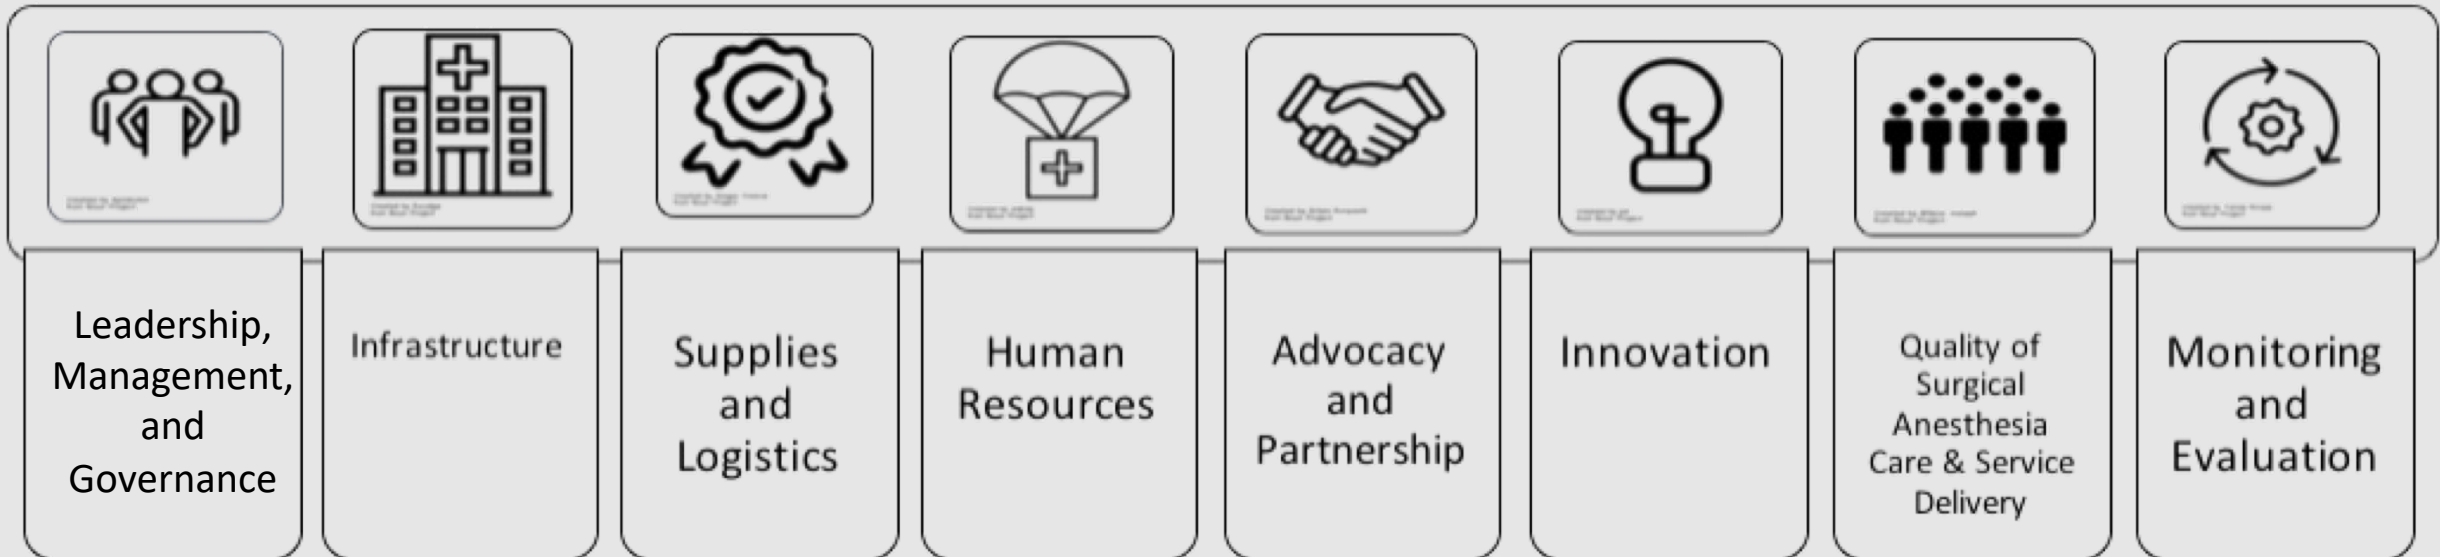 Leadership,
Management,
and
Governance
Infrastructure
Supplies
and
Logistics
Human
Resources
Advocacy
and
Partnership
Innovation
Quality of
Surgical
Anesthesia
Care & Service
Delivery
Monitoring
and
Evaluation